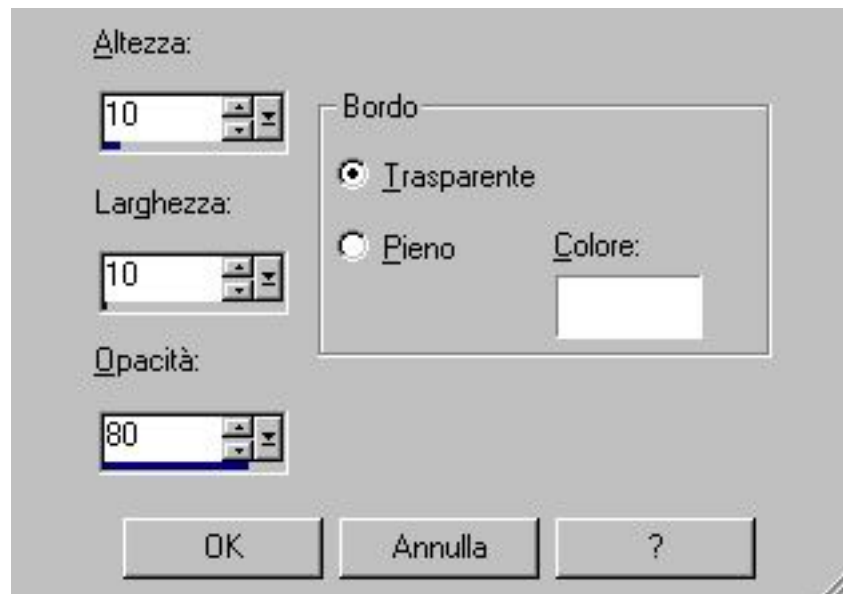 Altezza:
10
Bordo
Trasparente
Larghezza:
Pieno
Colore:
10
Opacità:
80
OK
Annulla
?